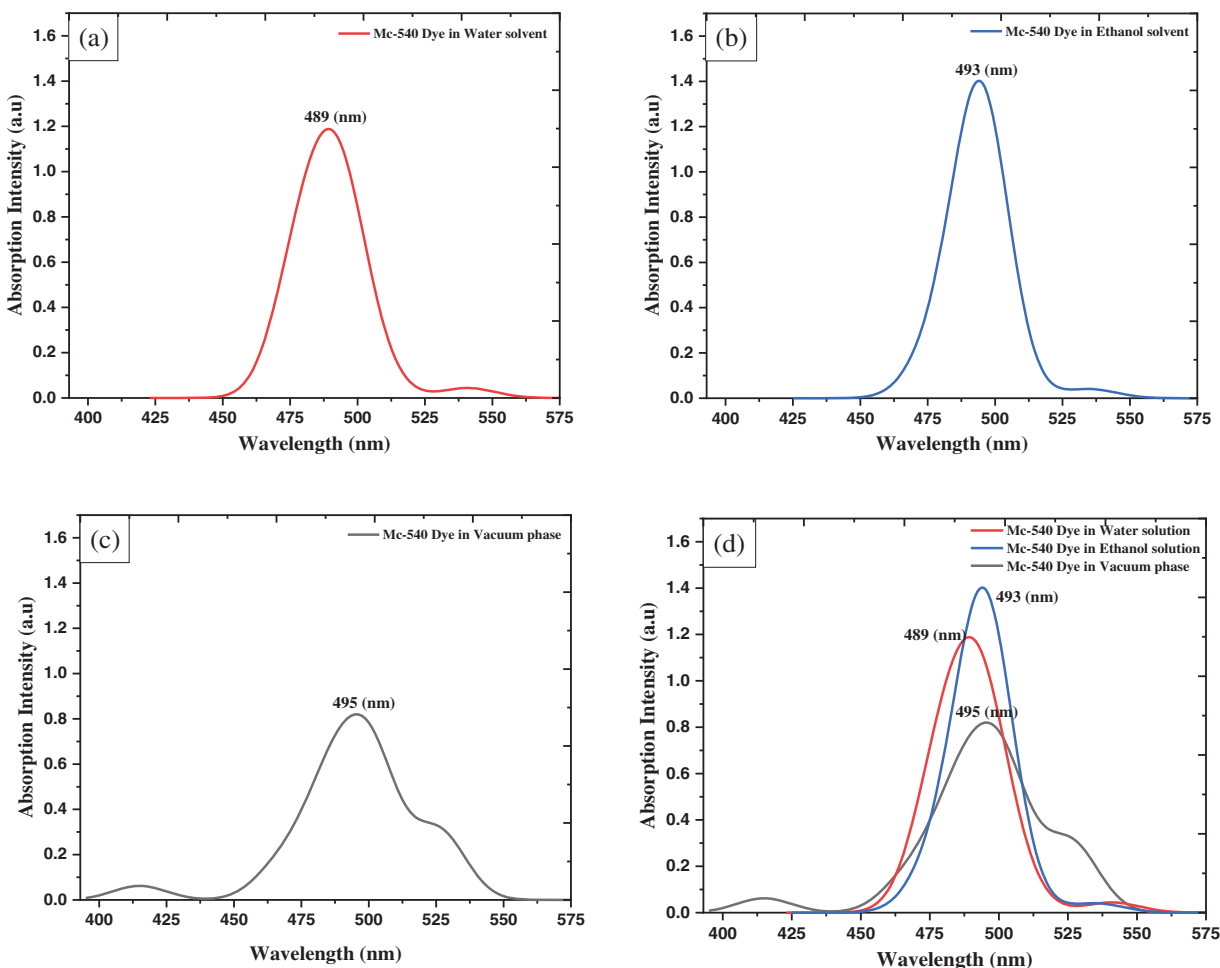 (a)
Mc-540 Dye in Water solvent
489 (nm)
Absorption Intensity (a.u)
1.6
1.4
1.2
1.0
0.8
0.6
0.4
0.2
0.0
400 425 450 475 500 525 550 575
Wavelength (nm)
(b)
Mc-540 Dye in Ethanol solvent
493 (nm)
Absorption Intensity (a.u)
1.6
1.4
1.2
1.0
0.8
0.6
0.4
0.2
0.0
400 425 450 475 500 525 550 575
Wavelength (nm)
(c)
Mc-540 Dye in Vacuum phase
495 (nm)
Absorption Intensity (a.u)
1.6
1.4
1.2
1.0
0.8
0.6
0.4
0.2
0.0
400 425 450 475 500 525 550 575
Wavelength (nm)
(d)
Mc-540 Dye in Water solution
Mc-540 Dye in Ethanol solution
Mc-540 Dye in Vacuum phase
493 (nm)
489 (nm)
495 (nm)
Absorption Intensity (a.u)
1.6
1.4
1.2
1.0
0.8
0.6
0.4
0.2
0.0
400 425 450 475 500 525 550 575
Wavelength (nm)